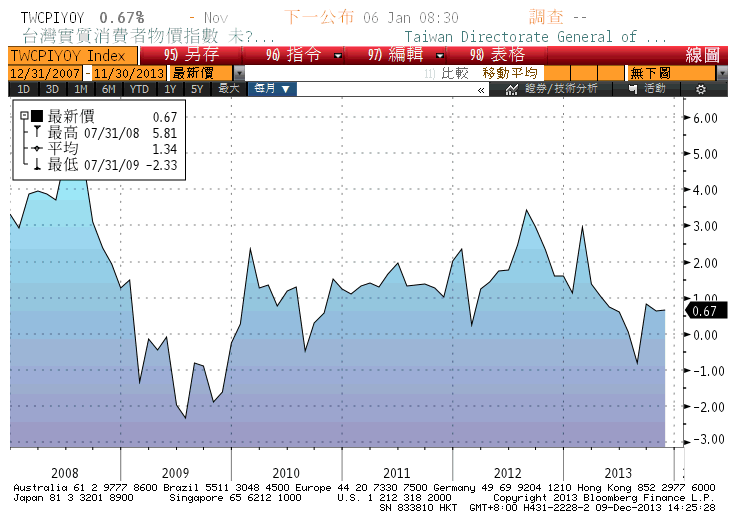 TWCPIYOY 0.67% - Nov 下一公布 06 Jan 08:30 調查 --
台灣實質消費者物價指數 未?... Taiwan Directorate General of ...
TWCPIYOY Index 95) 另存 96) 指令 97) 編輯 98) 表格 線圖
12/31/2007 - 11/30/2013 最新價 11) 比較 移動平均 無下圖
1D 3D 1M 6M YTD 1Y 5Y 最大 每月 ▼ « 證券/技術分析 活動
最新價 0.67
最高 07/31/08 5.81
平均 1.34
最低 07/31/09 -2.33
6.00
5.00
4.00
3.00
2.00
1.00
0.67
0.00
-1.00
-2.00
-3.00
2008 2009 2010 2011 2012 2013
Australia 61 2 9777 8600 Brazil 5511 3048 4500 Europe 44 20 7330 7500 Germany 49 69 9204 1210 Hong Kong 852 2977 6000
Japan 81 3 3201 8900 Singapore 65 6212 1000 U.S. 1 212 318 2000 Copyright 2013 Bloomberg Finance L.P.
SN 833810 HKT GMT+8:00 H431-2228-2 09-Dec-2013 14:25:28